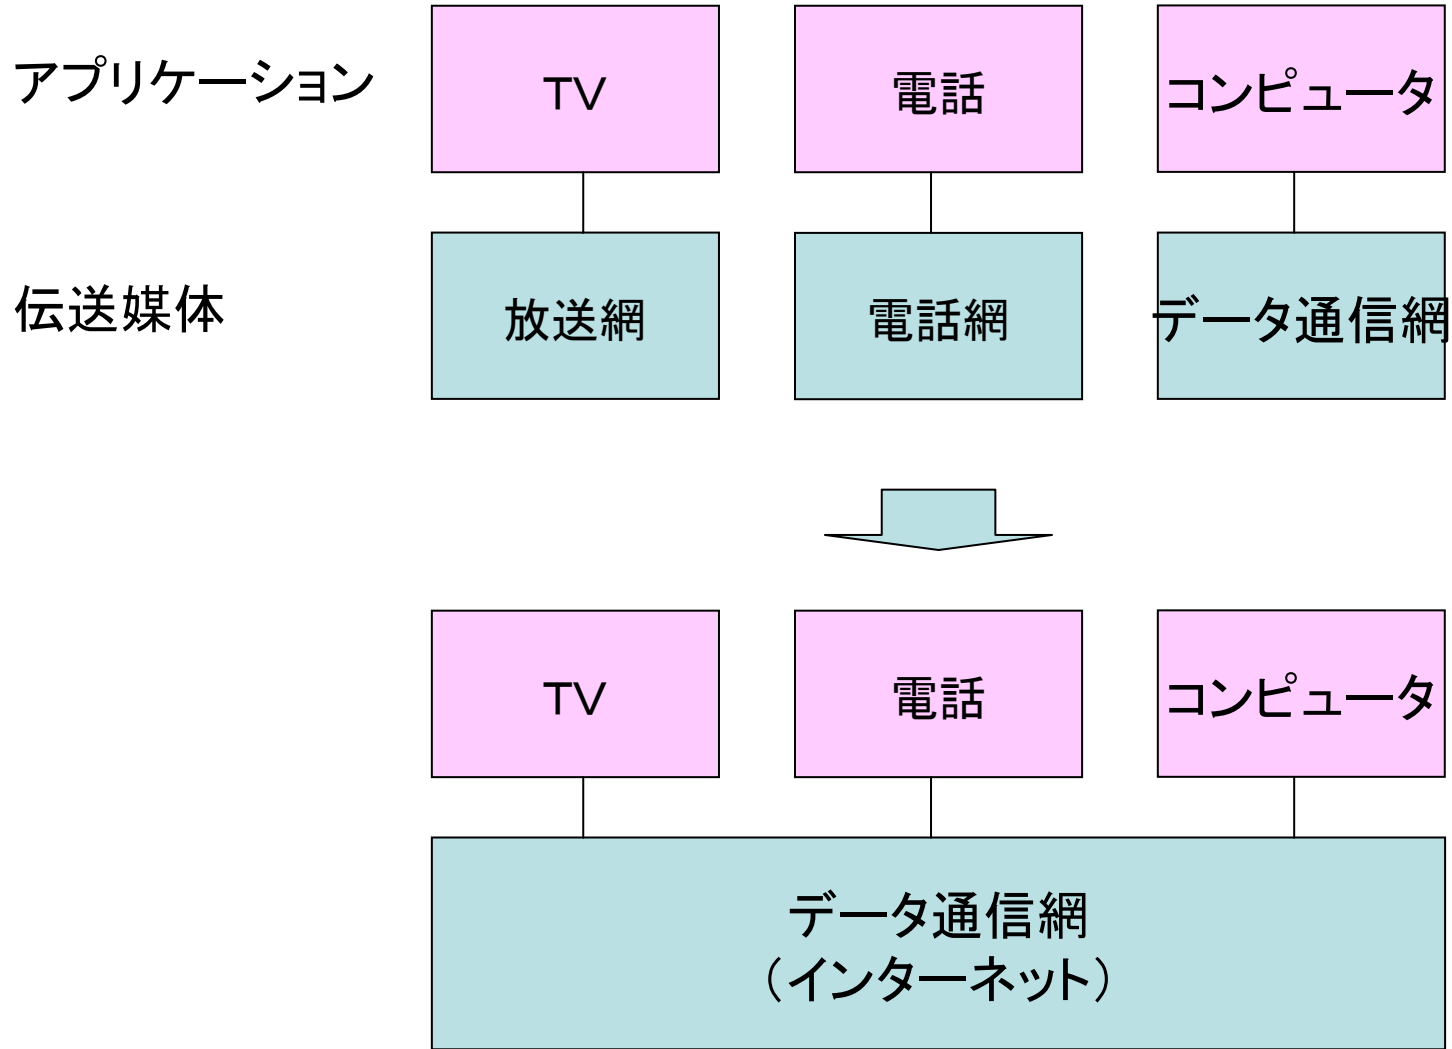 アプリケーション
TV
電話
コンピュータ
伝送媒体
放送網
電話網
データ通信網
TV
電話
コンピュータ
データ通信網
（インターネット）